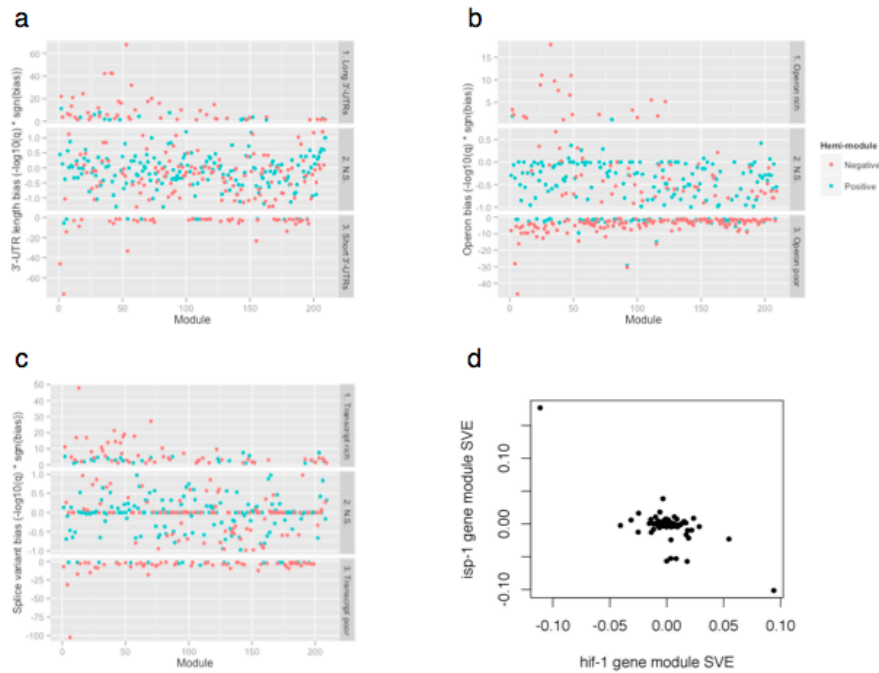 a
3'-UTR length bias (-log10(q) * sgn(bias))
60
40
20
0
1.0
0.5
0.0
-0.5
-1.0
0
-20
-40
-60
1. Long 3'-UTRs
2. N.S.
3. Short 3'-UTRs
0
50
100
150
200
Module
b
Operon bias (-log10(q) * sgn(bias))
15
10
5
0.5
0.0
-0.5
-1.0
0
-10
-20
-30
-40
1. Operon rich
2. N.S.
3. Operon poor
0
50
100
150
200
Module
Hemi-module
Negative
Positive
c
Splice variant bias (-log10(q) * sgn(bias))
50
40
30
20
10
0
1.0
0.5
0.0
-0.5
-1.0
0
-25
-50
-75
-100
1. Transcript rich
2. N.S.
3. Transcript poor
0
50
100
150
200
Module
d
isp-1 gene module SVE
0.10
0.00
-0.10
-0.10
-0.05
0.00
0.05
0.10
hif-1 gene module SVE